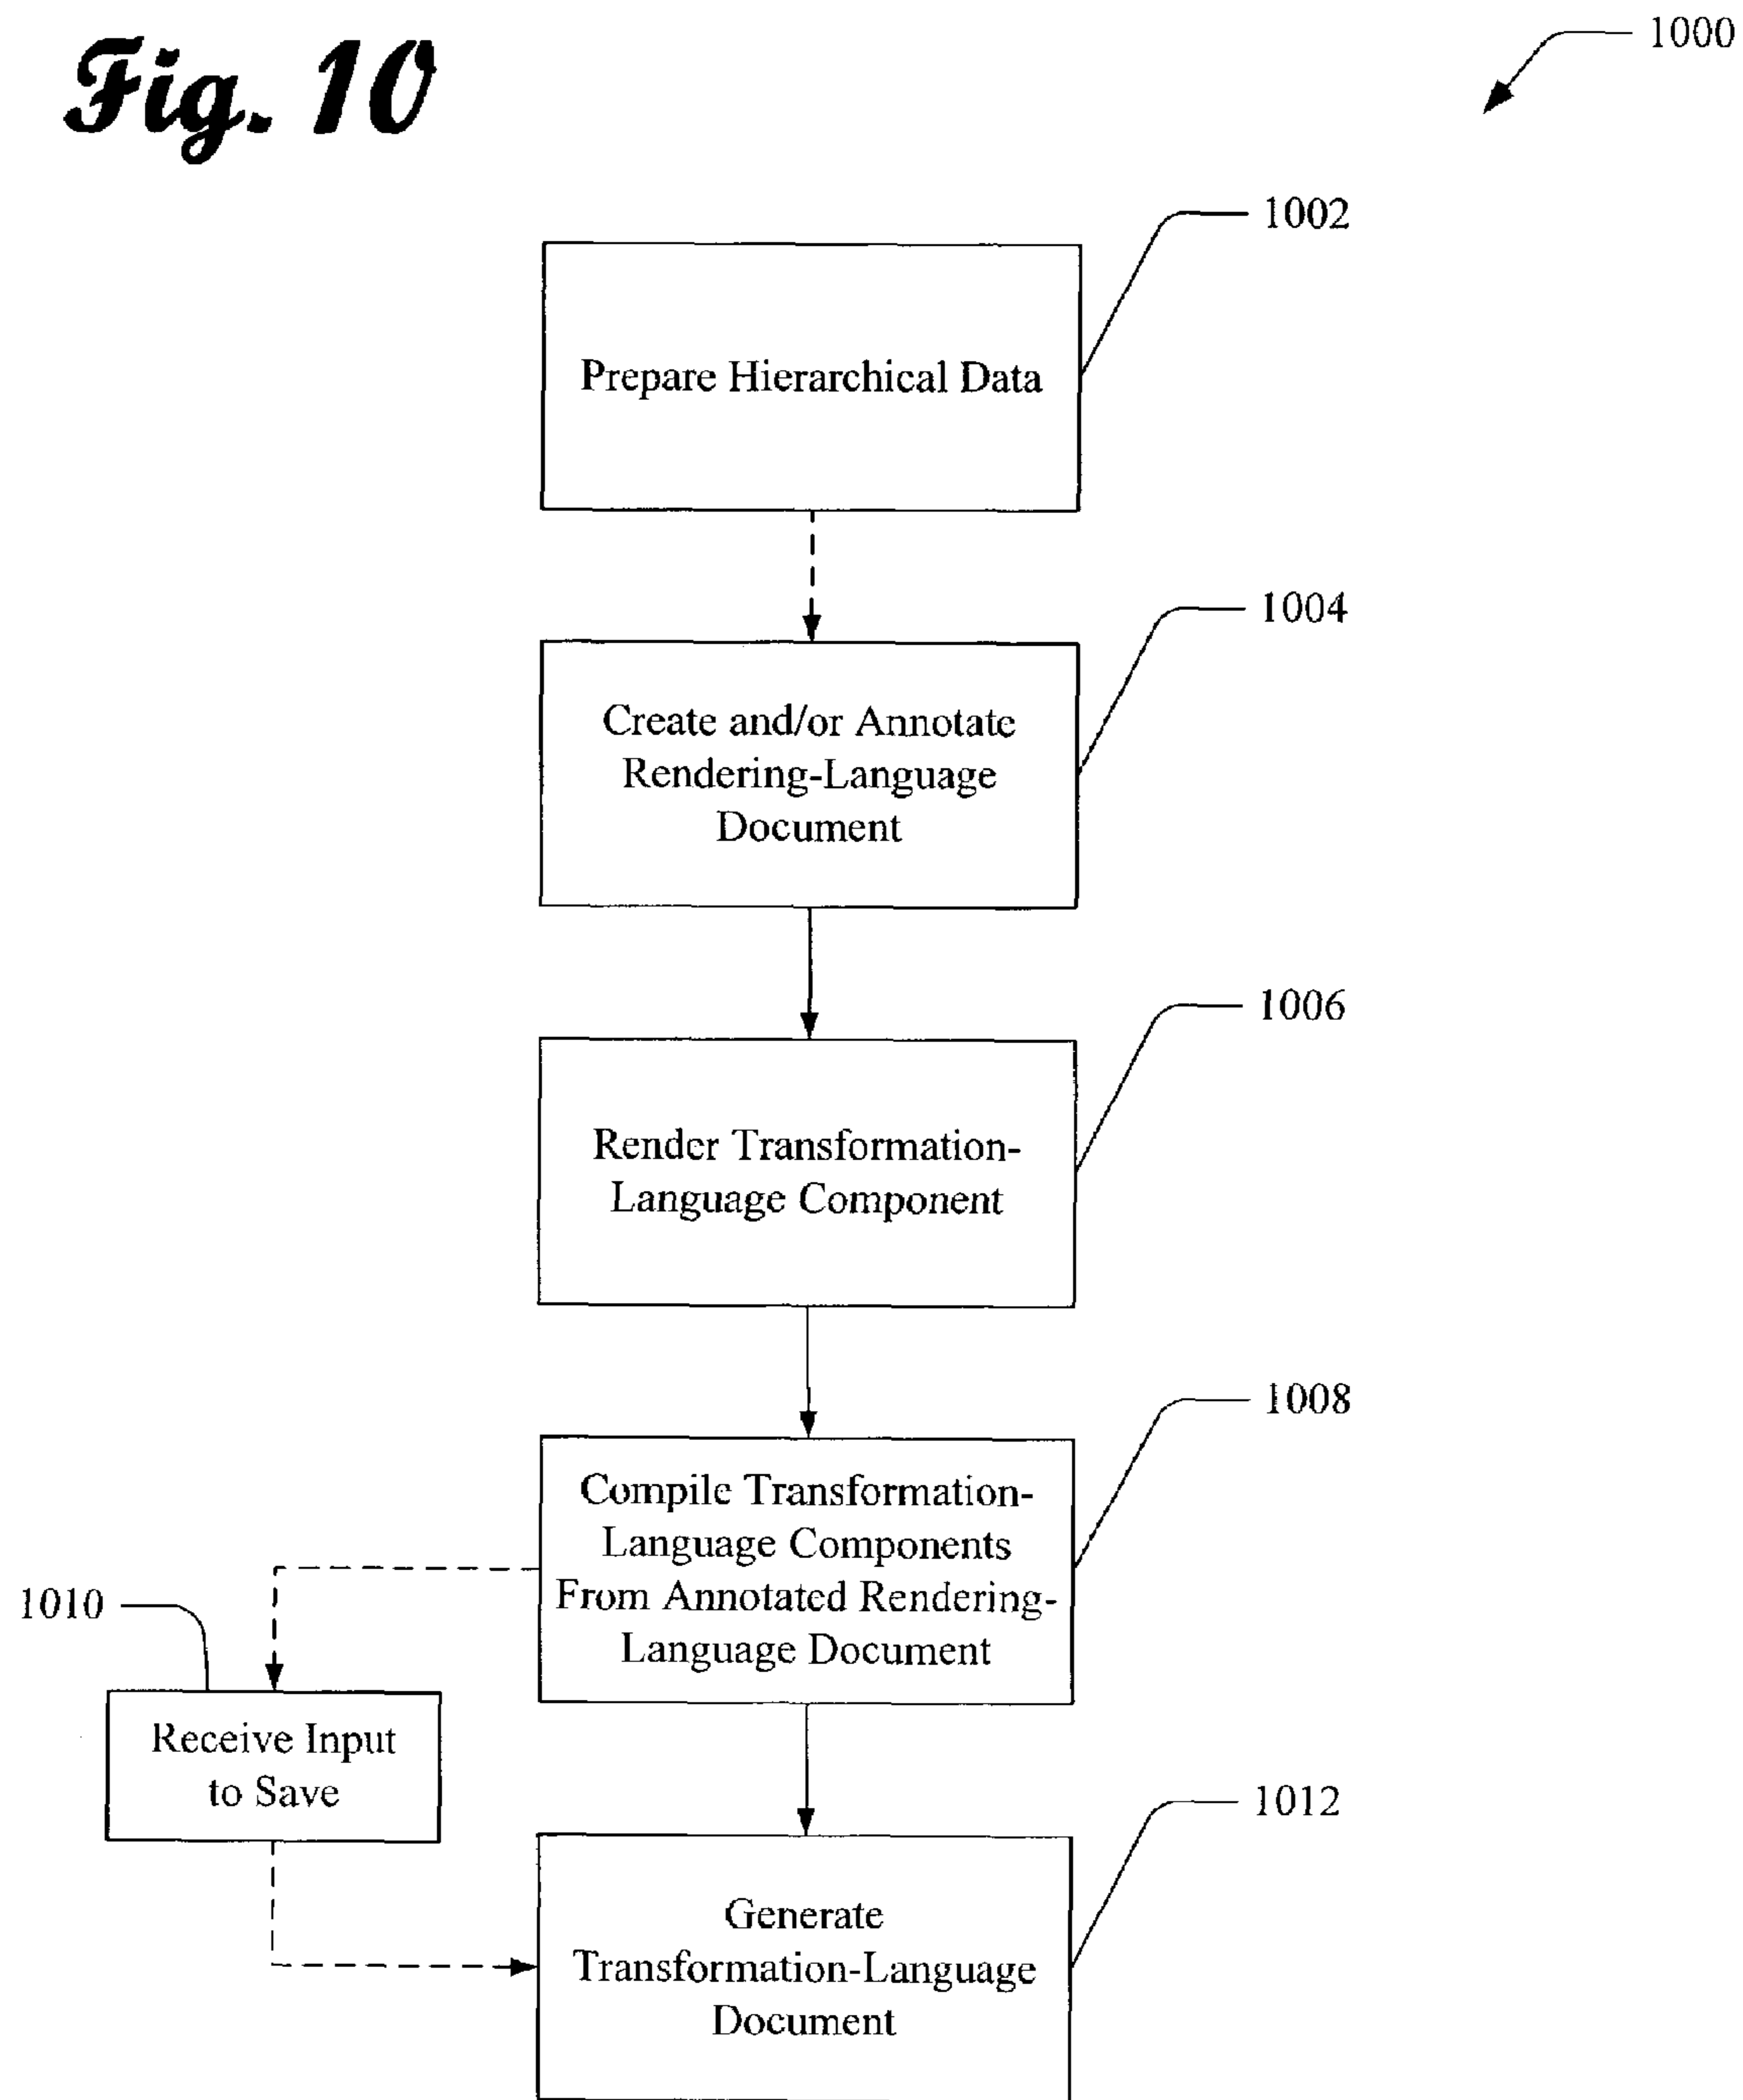 Fig. 10
1000
1002
Prepare Hierarchical Data
1004
Create and/or Annotate
Rendering-Language
Document
1006
Render Transformation-
Language Component
1008
Compile Transformation-
Language Components
From Annotated Rendering-
Language Document
1010
Receive Input
to Save
1012
Generate
Transformation-Language
Document